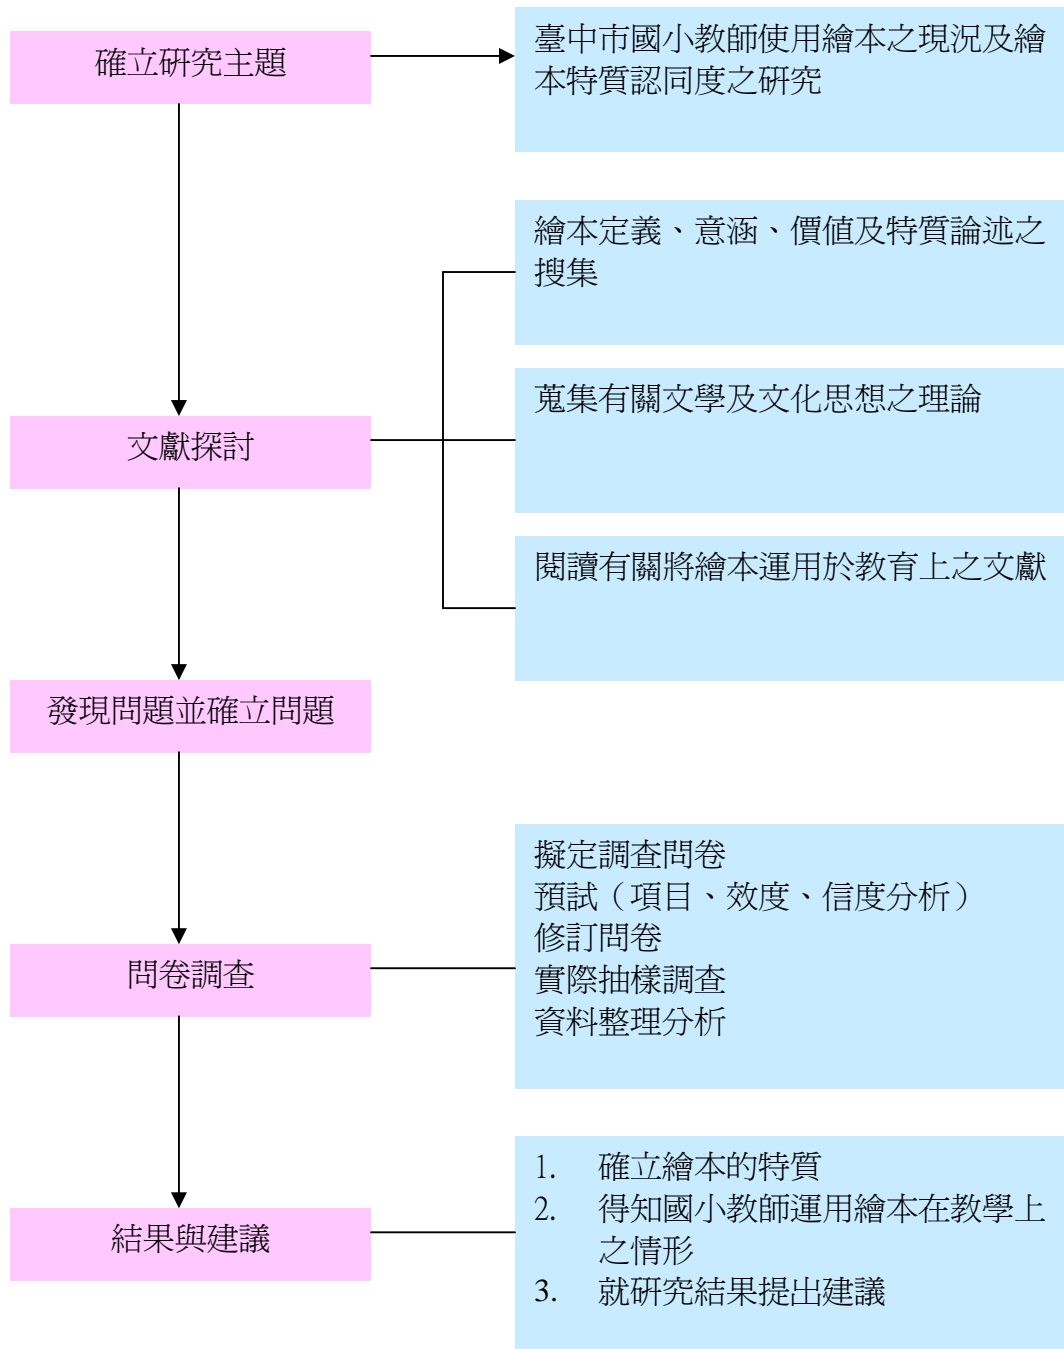 確立研究主題
臺中市國小教師使用繪本之現況及繪
本特質認同度之研究
繪本定義、意涵、價值及特質論述之
搜集
蒐集有關文學及文化思想之理論
文獻探討
閱讀有關將繪本運用於教育上之文獻
發現問題並確立問題
擬定調查問卷
預試（項目、效度、信度分析）
修訂問卷
實際抽樣調查
資料整理分析
問卷調查
1. 確立繪本的特質
2. 得知國小教師運用繪本在教學上
之情形
3. 就研究結果提出建議
結果與建議